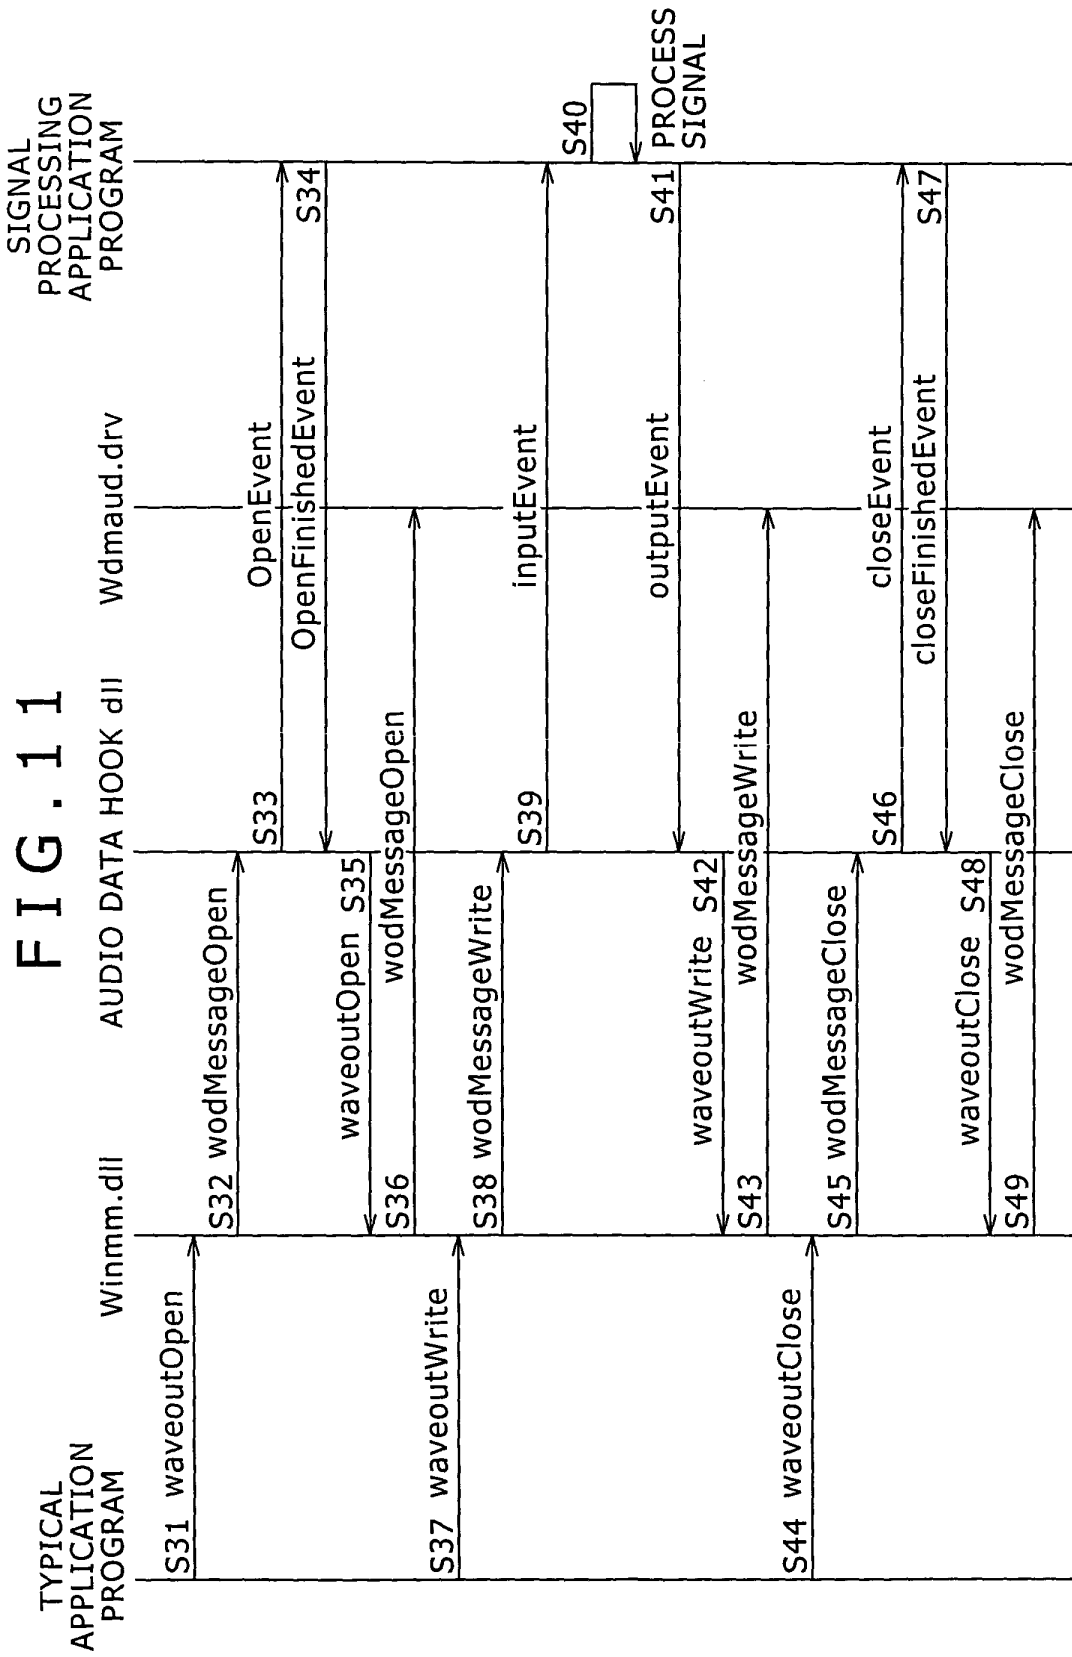 FIG.11
TYPICAL
APPLICATION
PROGRAM
Winmm.dll
AUDIO DATA HOOK dll
Wdmaud.drv
SIGNAL
PROCESSING
APPLICATION
PROGRAM
S31 waveoutOpen
S32 wodMessageOpen
S33
OpenEvent
OpenFinishedEvent
S34
waveoutOpen S35
S36
wodMessageOpen
S37 waveoutWrite
S38 wodMessageWrite
S39
inputEvent
S40
PROCESS
SIGNAL
outputEvent
S41
waveoutWrite S42
S43
wodMessageWrite
S44 waveoutClose
S45 wodMessageClose
S46
closeEvent
closeFinishedEvent
S47
waveoutClose S48
S49
wodMessageClose